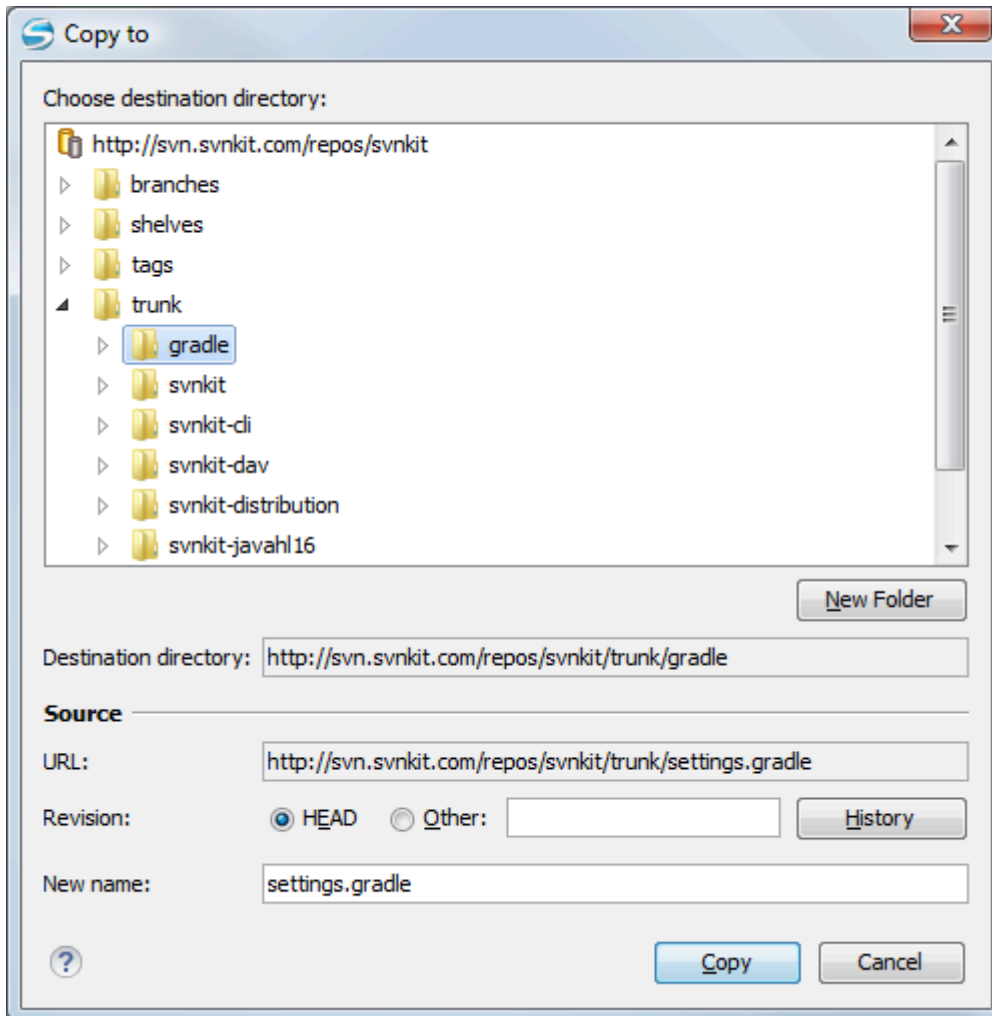 Copy to
Choose destination directory:
http://svn.svnkit.com/repos/svnkit
branches
shelves
tags
trunk
gradle
svnkit
svnkit-cli
svnkit-dav
svnkit-distribution
svnkit-javahl16
New Folder
Destination directory: http://svn.svnkit.com/repos/svnkit/trunk/gradle
Source
URL: http://svn.svnkit.com/repos/svnkit/trunk/settings.gradle
Revision: HEAD Other: History
New name: settings.gradle
? Copy Cancel